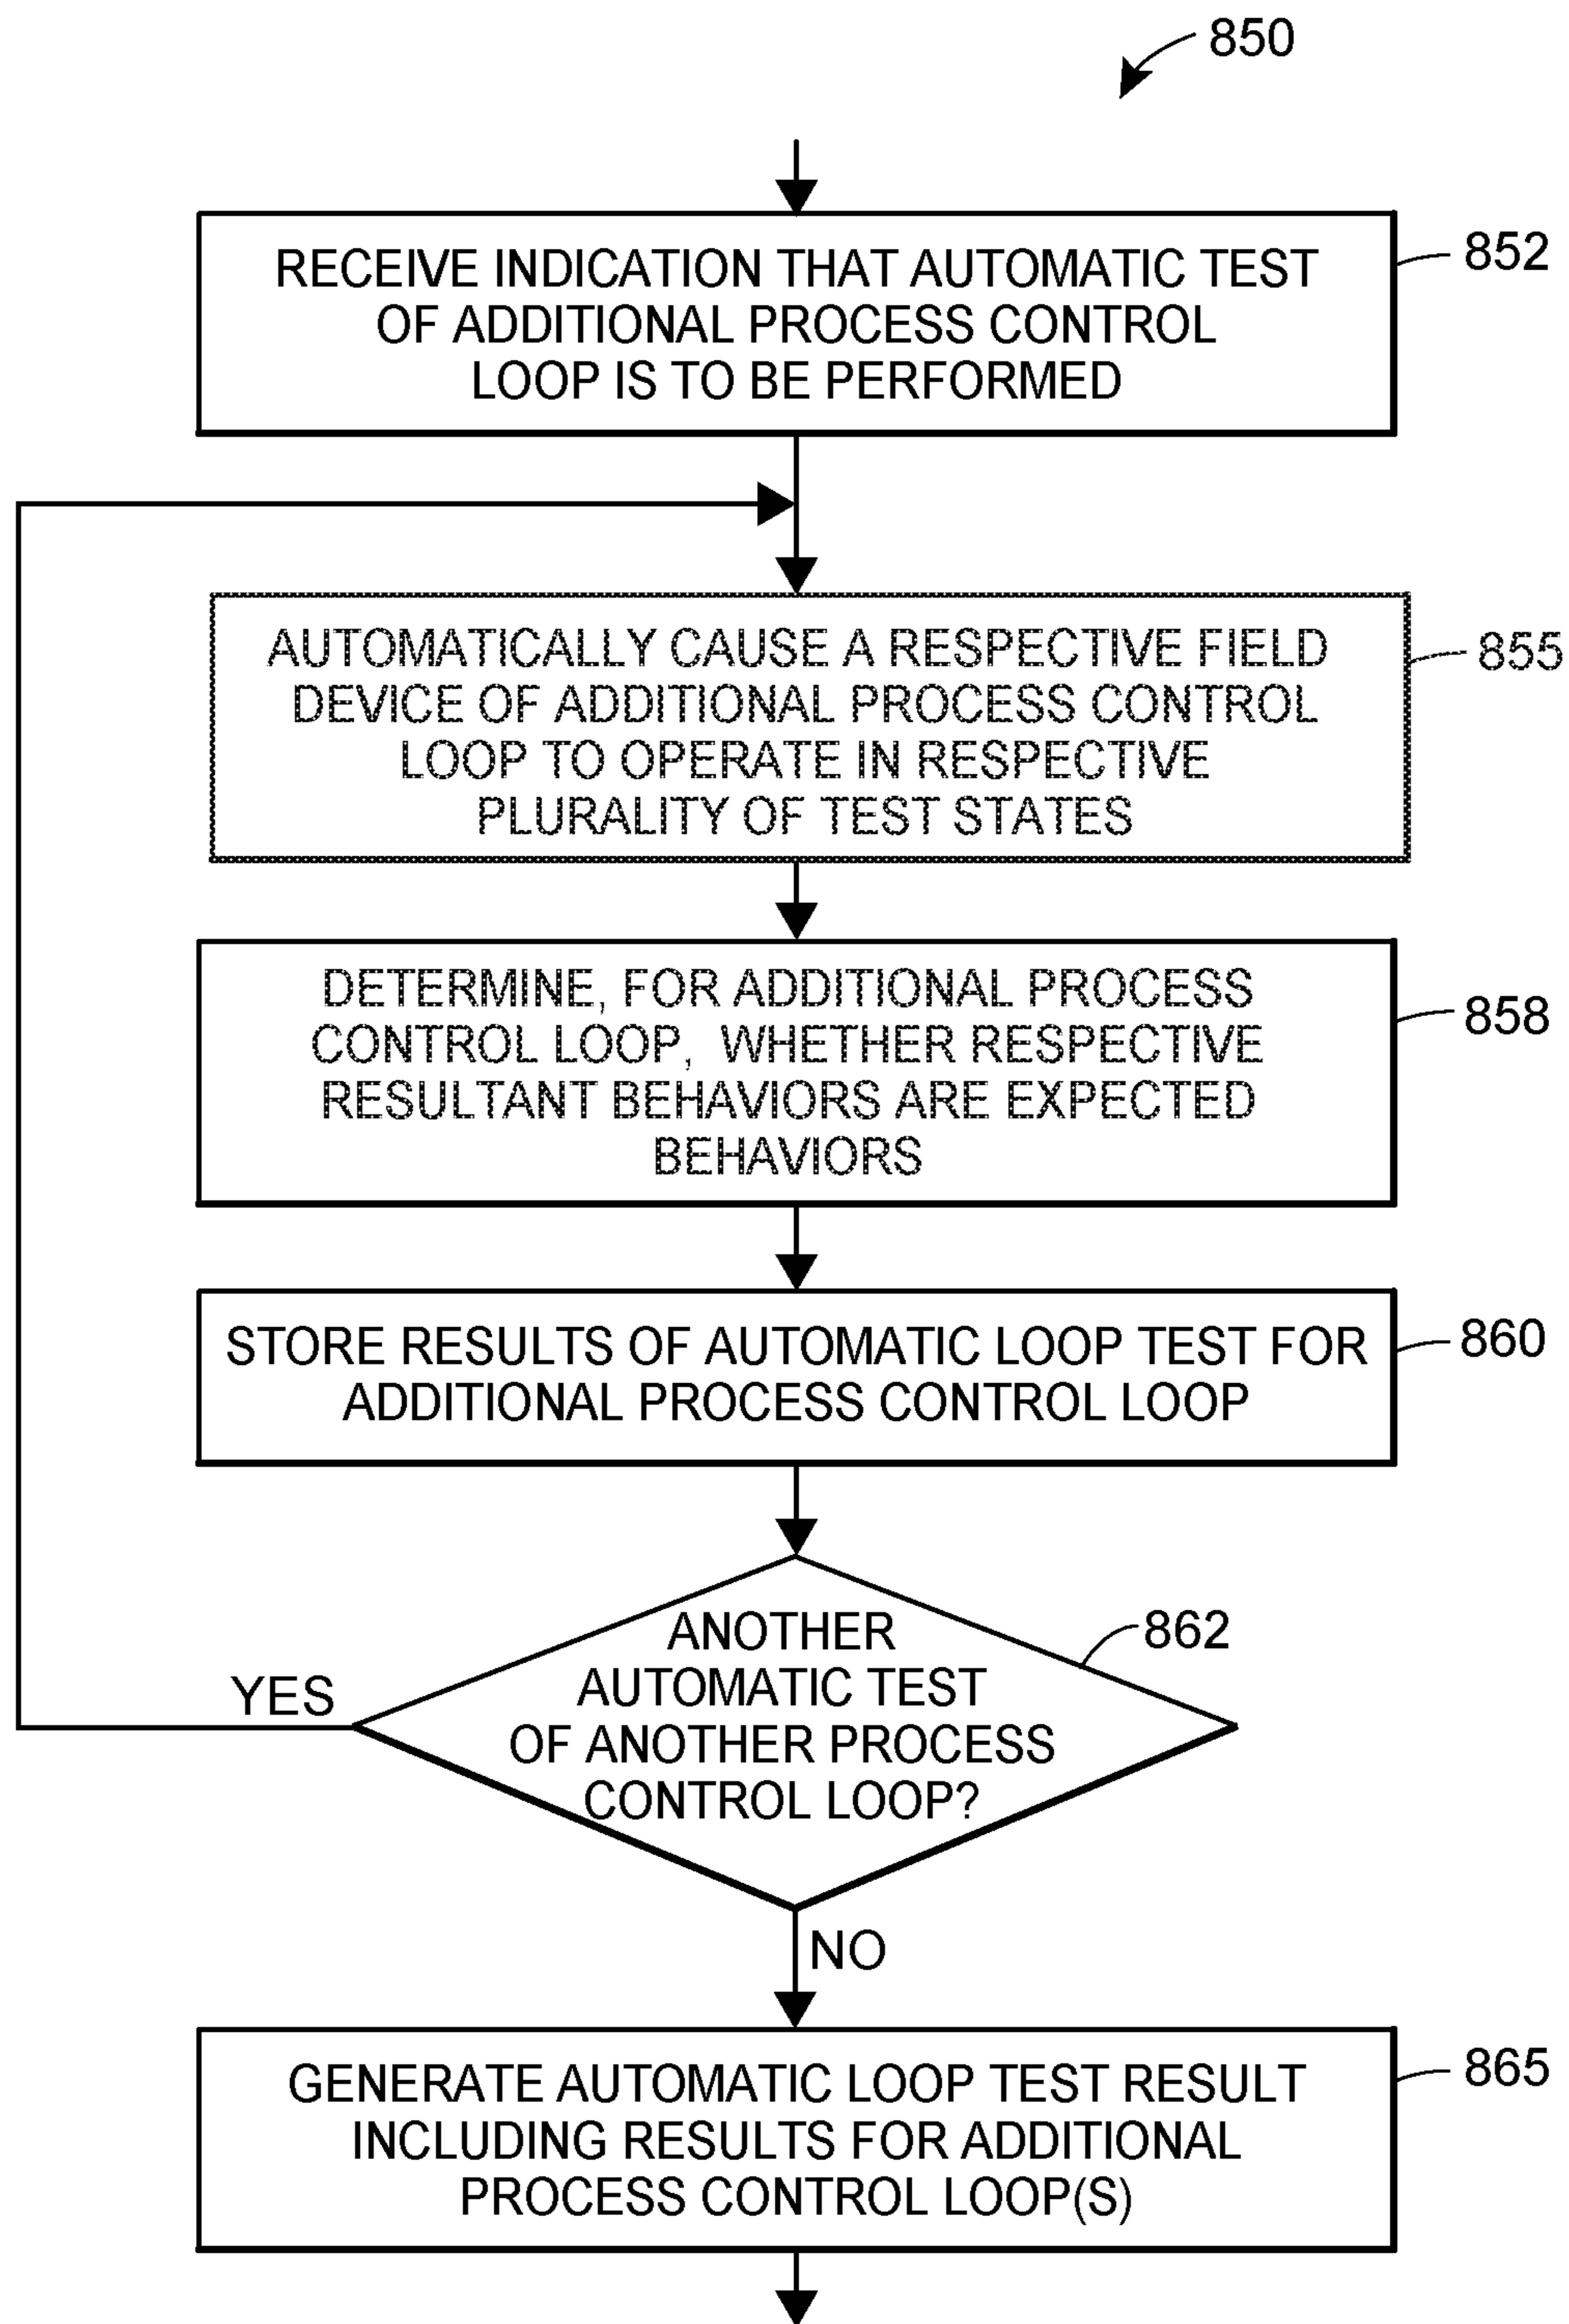 850
RECEIVE INDICATION THAT AUTOMATIC TEST
OF ADDITIONAL PROCESS CONTROL
LOOP IS TO BE PERFORMED
852
AUTOMATICALLY CAUSE A RESPECTIVE FIELD
DEVICE OF ADDITIONAL PROCESS CONTROL
LOOP TO OPERATE IN RESPECTIVE
PLURALITY OF TEST STATES
855
DETERMINE, FOR ADDITIONAL PROCESS
CONTROL LOOP, WHETHER RESPECTIVE
RESULTANT BEHAVIORS ARE EXPECTED
BEHAVIORS
858
STORE RESULTS OF AUTOMATIC LOOP TEST FOR
ADDITIONAL PROCESS CONTROL LOOP
860
ANOTHER
AUTOMATIC TEST
OF ANOTHER PROCESS
CONTROL LOOP?
862
YES
NO
GENERATE AUTOMATIC LOOP TEST RESULT
INCLUDING RESULTS FOR ADDITIONAL
PROCESS CONTROL LOOP(S)
865